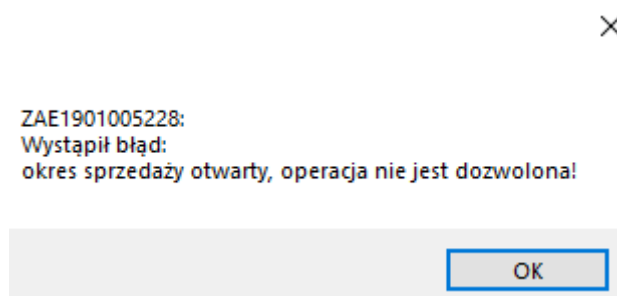 ZAE1901005228:
Wystąpił błąd:
okres sprzedaży otwarty, operacja nie jest dozwolona!
OK